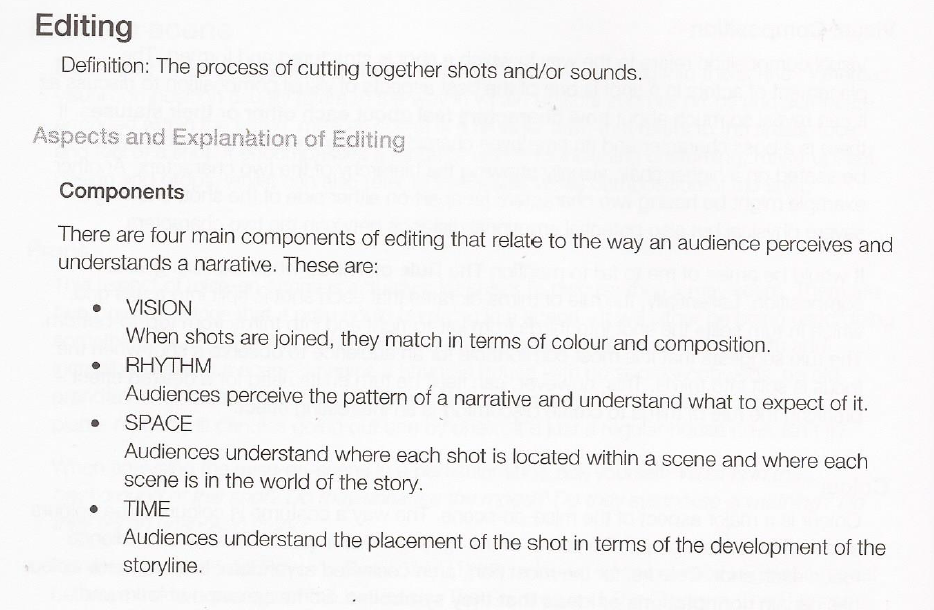 Editing
Definition: The process of cutting together shots and/or sounds.
Aspects and Explanation of Editing
Components
There are four main components of editing that relate to the way an audience perceives and
understands a narrative. These are:
• VISION
When shots are joined, they match in terms of colour and composition.
• RHYTHM
Audiences perceive the pattern of a narrative and understand what to expect of it.
• SPACE
Audiences understand where each shot is located within a scene and where each
scene is in the world of the story.
• TIME
Audiences understand the placement of the shot in terms of the development of the
storyline.